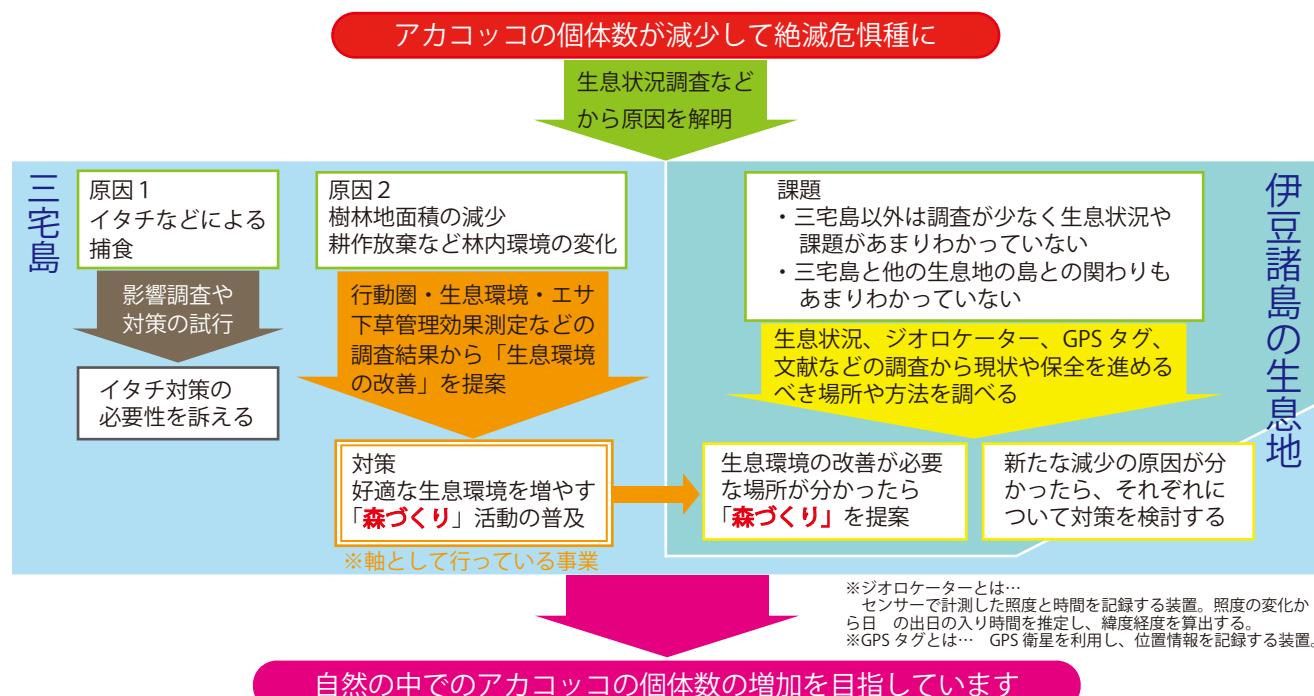 アカコッコの個体数が減少して絶滅危惧種に
生息状況調査など
から原因を解明
三宅島
原因1
イタチなどによる
捕食
影響調査や
対策の試行
イタチ対策の
必要性を訴える
原因2
樹林地面積の減少
耕作放棄など林内環境の変化
行動圏・生息環境・エサ
下草管理効果測定などの
調査結果から「生息環境
の改善」を提案
対策
好適な生息環境を増やす
「森づくり」活動の普及
※軸として行っている事業
伊豆諸島の生息地
課題
・三宅島以外は調査が少なく生息状況や
課題があまりわかっていない
・三宅島と他の生息地の島との関わりも
あまりわかっていない
生息状況、ジオロケーター、GPSタグ、
文献などの調査から現状や保全を進める
べき場所や方法を調べる
生息環境の改善が必要
な場所が分かったら
「森づくり」を提案
新たな減少の原因が分
かったら、それぞれに
ついて対策を検討する
※ジオロケーターとは…
センサーで計測した照度と時間を記録する装置。照度の変化か
ら日　の出日の入り時間を推定し、緯度経度を算出する。
※GPSタグとは…　GPS衛星を利用し、位置情報を記録する装置。
自然の中でのアカコッコの個体数の増加を目指しています